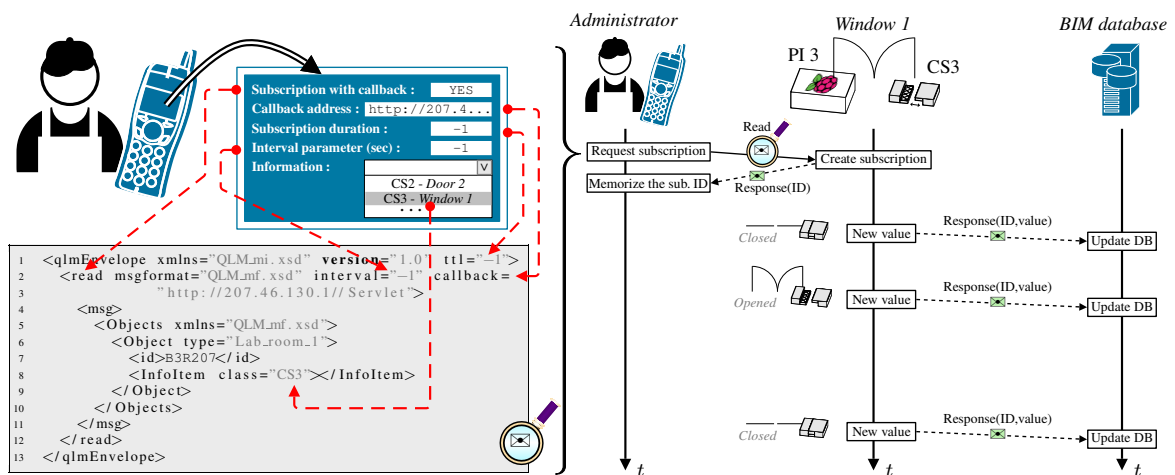 Subscription with callback : YES
Callback address : http://207.4...
Subscription duration : −1
Interval parameter (sec) : −1
Information : V
CS2 - Door 2
CS3 - Window 1
. . . .
1 <qlmEnvelope xmlns="QLM_mi.xsd" version="1.0" ttl="−1">
2 <read msgformat="QLM_mf.xsd" interval="−1" callback=
3 "http://207.46.130.1//Servlet">
4 <msg>
5 <Objects xmlns="QLM_mf.xsd">
6 <Object type="Lab_room_1">
7 <id>B3R207</id>
8 <InfoItem class="CS3"></InfoItem>
9 </Object>
10 </Objects>
11 </msg>
12 </read>
13 </qlmEnvelope>
Administrator
Window 1
BIM database
PI 3
CS3
Read
Request subscription
Create subscription
Memorize the sub. ID
Response(ID)
Closed
New value
Response(ID,value)
Update DB
Opened
New value
Response(ID,value)
Update DB
Closed
New value
Response(ID,value)
Update DB
t
t
t